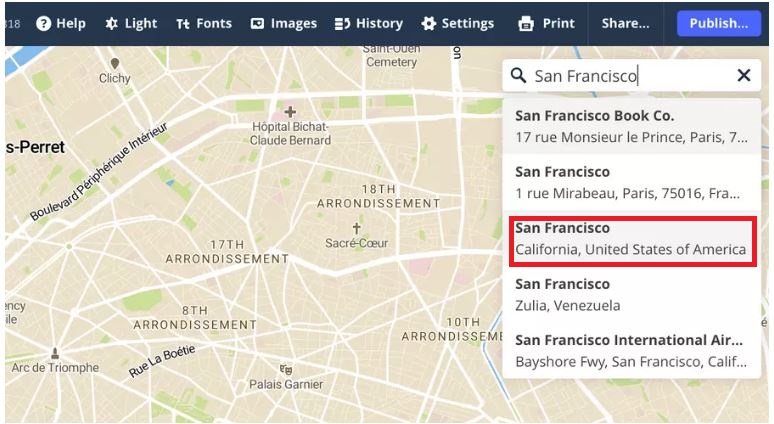 318 Help Light Tt Fonts Images History Settings Print Share... Publish...
Saint-Ouen
Cemetery
Clichy
San Francisco
San Francisco Book Co.
17 rue Monsieur le Prince, Paris, 7...
San Francisco
1 rue Mirabeau, Paris, 75016, Fra...
San Francisco
California, United States of America
San Francisco
Zulia, Venezuela
San Francisco International Air...
Bayshore Fwy, San Francisco, Calif...
Hôpital Bichat-
Claude Bernard
s-Perret
Boulevard Périphérique Intérieur
18TH
ARRONDISSEMENT
Sacré-Cœur
17TH
ARRONDISSEMENT
8TH
ARRONDISSEMENT
10TH
ARRONDISSEMENT
ency
ile
Arc de Triomphe
Rue La Boétie
Palais Garnier